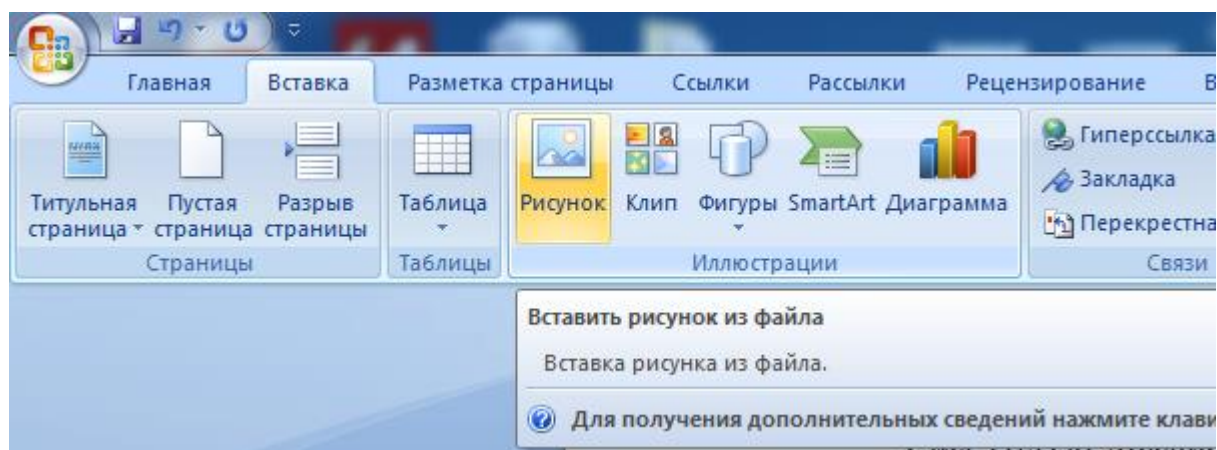 Главная Вставка Разметка страницы Ссылки Рассылки Рецензирование В
Титульная страница Пустая страница Разрыв страницы
Таблица
Рисунок Клип Фигуры SmartArt Диаграмма
Гиперссылка
Закладка
Перекрестна
Страницы Таблицы Иллюстрации Связи
Вставить рисунок из файла
Вставка рисунка из файла.
Для получения дополнительных сведений нажмите клави